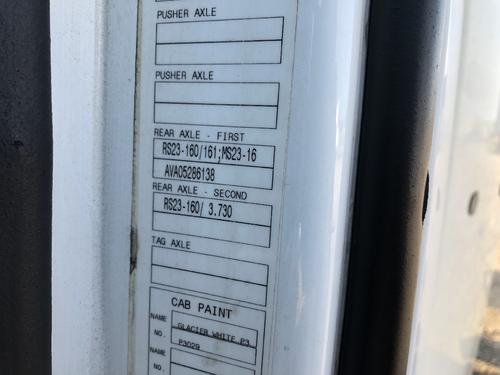 PUSHER AXLE
PUSHER AXLE
REAR AXLE - FIRST
RS23-160/161;MS23-16
AVA05286138
REAR AXLE - SECOND
RS23-160/ 3.730
TAG AXLE
CAB PAINT
NAME GLACIER WHITE P3
NO. P3029
NAME
NO.